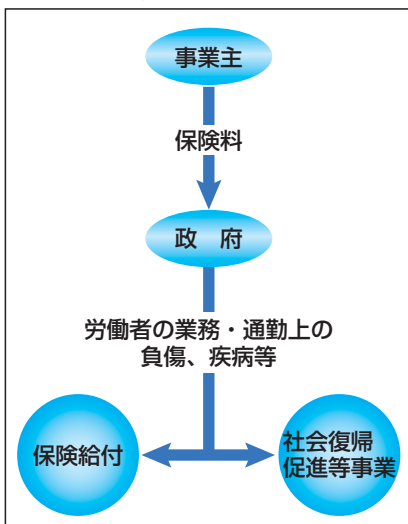 事業主
保険料
政　府
労働者の業務・通勤上の
負傷、疾病等
保険給付
社会復帰
促進等事業